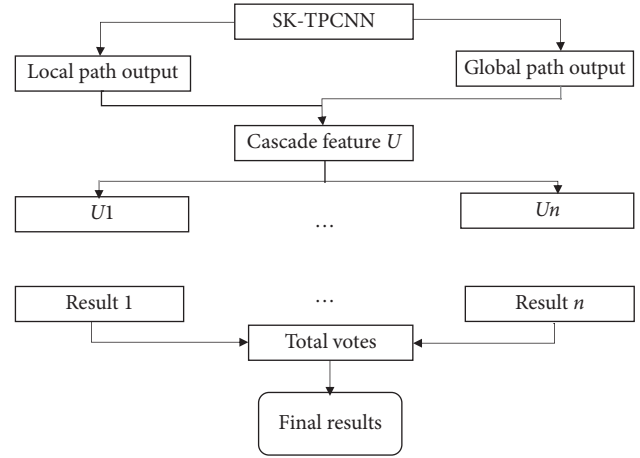 SK-TPCNN
Local path output
Global path output
Cascade feature U
U1
...
Un
Result 1
...
Result n
Total votes
Final results